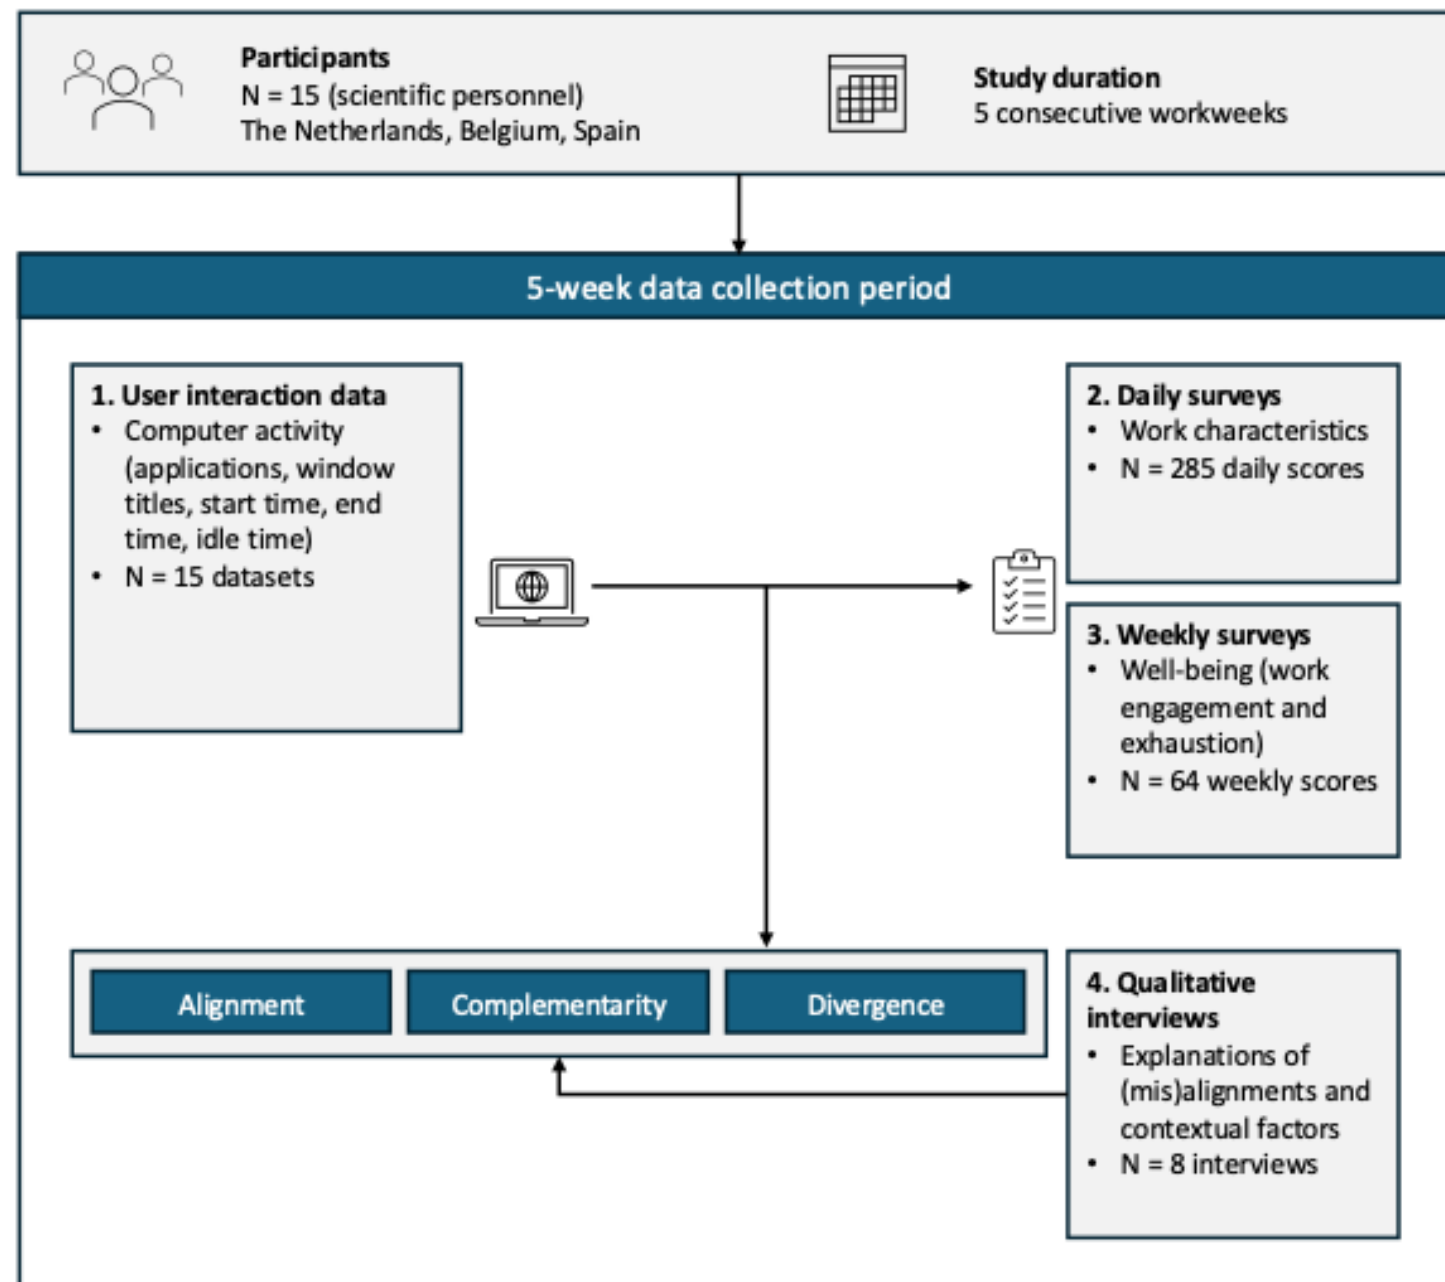 Participants
N = 15 (scientific personnel)
The Netherlands, Belgium, Spain
Study duration
5 consecutive workweeks
5-week data collection period
1. User interaction data
• Computer activity
(applications, window
titles, start time, end
time, idle time)
• N = 15 datasets
2. Daily surveys
• Work characteristics
• N = 285 daily scores
3. Weekly surveys
• Well-being (work
engagement and
exhaustion)
• N = 64 weekly scores
Alignment
Complementarity
Divergence
4. Qualitative
interviews
• Explanations of
(mis)alignments and
contextual factors
• N = 8 interviews